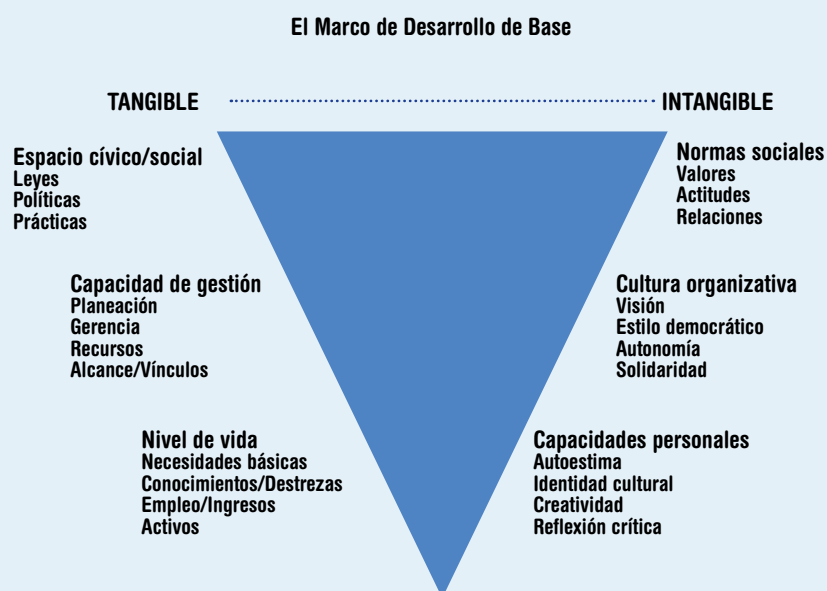 El Marco de Desarrollo de Base
TANGIBLE
INTANGIBLE
Espacio cívico/social
Leyes
Políticas
Prácticas
Normas sociales
Valores
Actitudes
Relaciones
Capacidad de gestión
Planeación
Gerencia
Recursos
Alcance/Vínculos
Cultura organizativa
Visión
Estilo democrático
Autonomía
Solidaridad
Nivel de vida
Necesidades básicas
Conocimientos/Destrezas
Empleo/Ingresos
Activos
Capacidades personales
Autoestima
Identidad cultural
Creatividad
Reflexión crítica